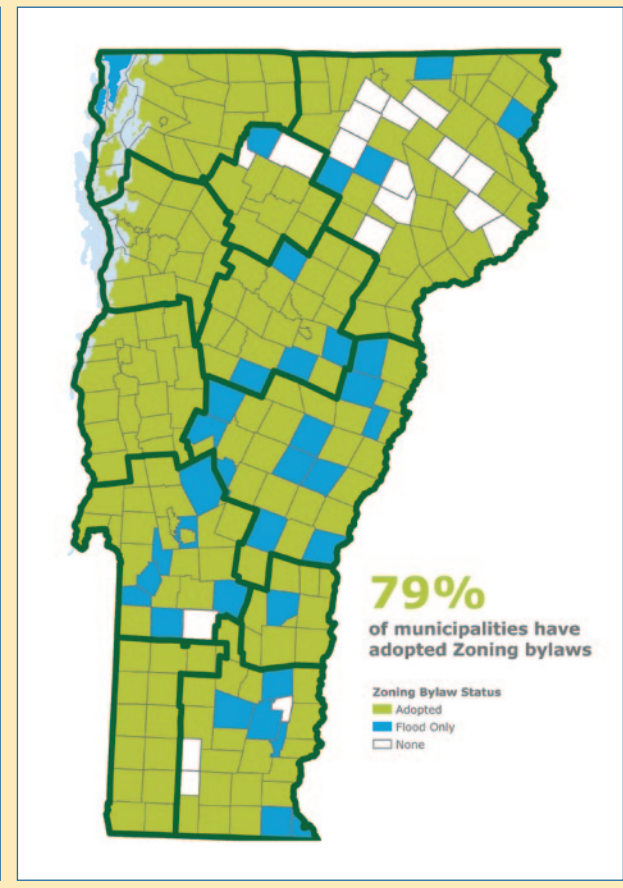 79%
of municipalities have
adopted Zoning bylaws
Zoning Bylaw Status
Adopted
Flood Only
None